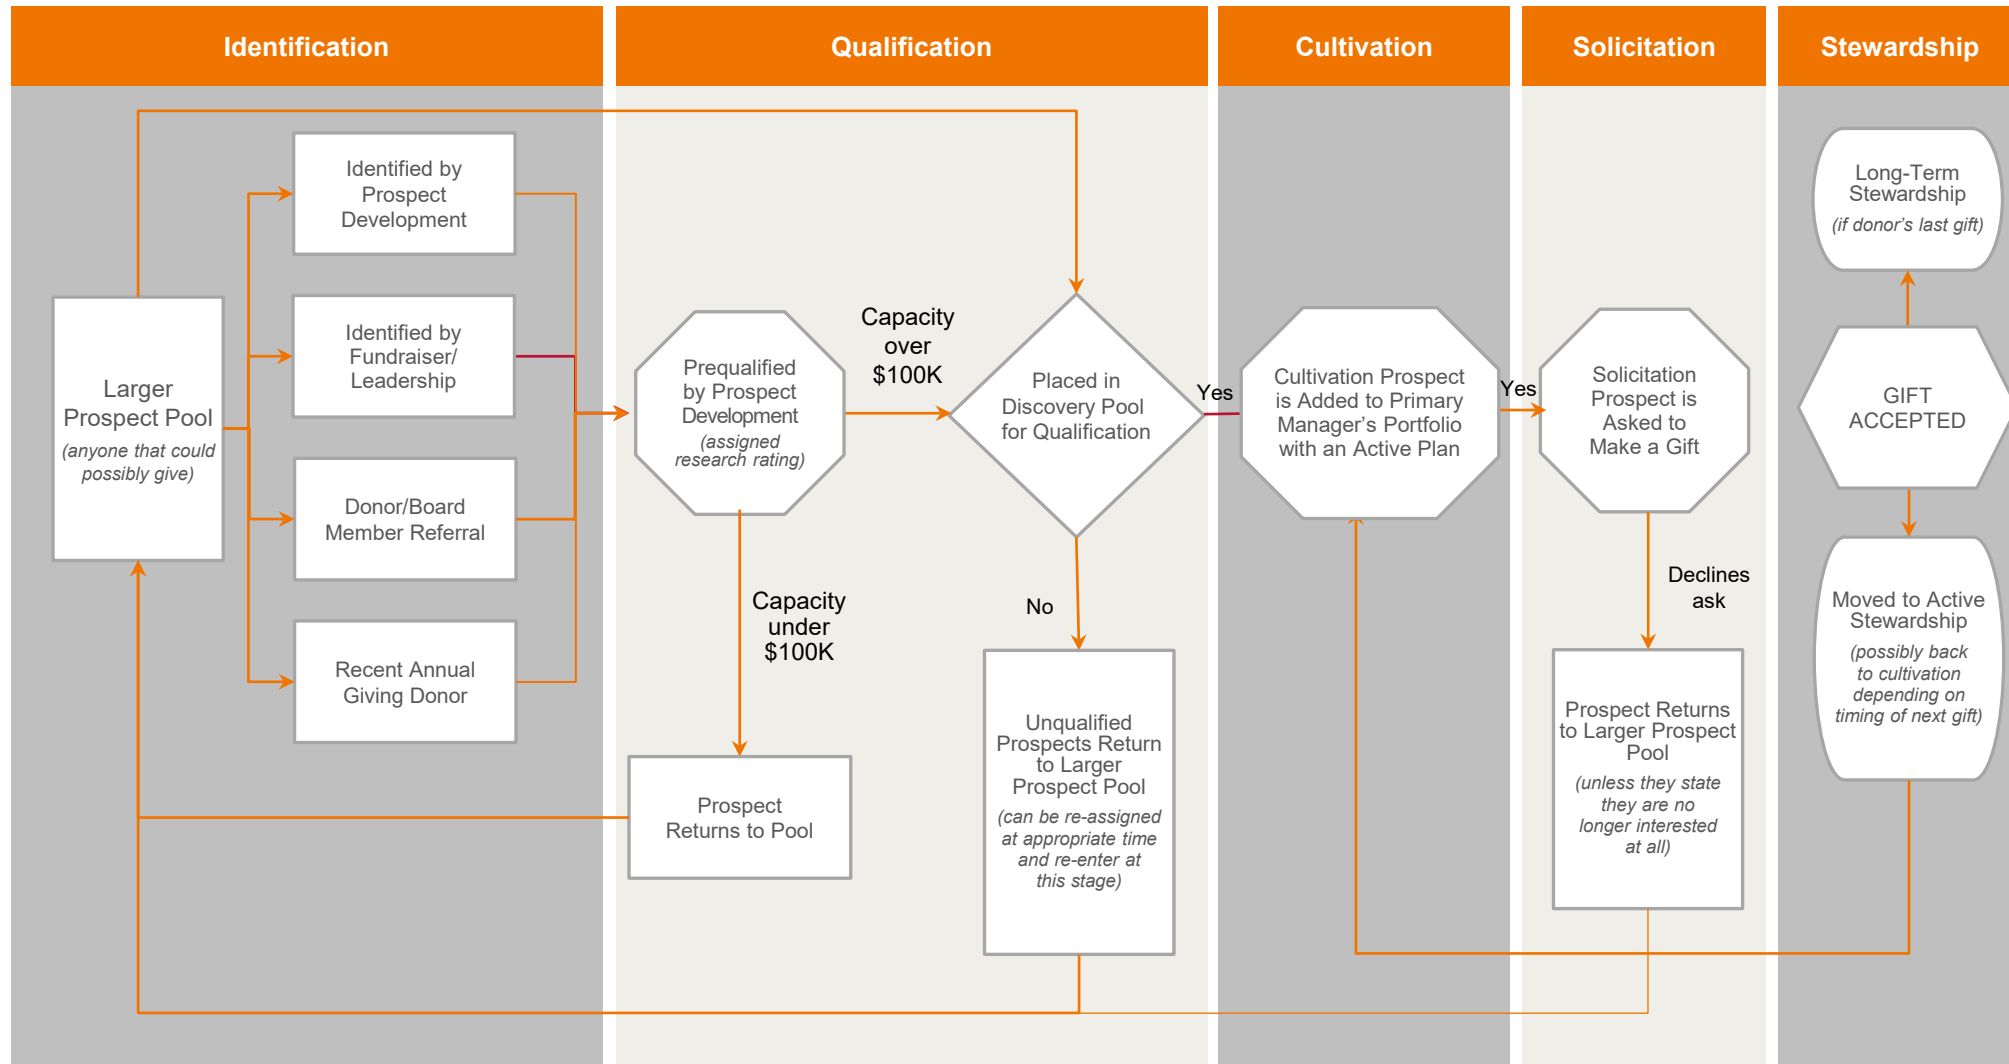 Identification
Qualification
Cultivation
Solicitation
Stewardship
Larger
Prospect Pool
(anyone that could
possibly give)
Identified by
Prospect
Development
Identified by
Fundraiser/
Leadership
Donor/Board
Member Referral
Recent Annual
Giving Donor
Prequalified
by Prospect
Development
(assigned
research rating)
Capacity
over
$100K
Capacity
under
$100K
Prospect
Returns to Pool
Placed in
Discovery Pool
for Qualification
Yes
No
Unqualified
Prospects Return
to Larger
Prospect Pool
(can be re-assigned
at appropriate time
and re-enter at
this stage)
Cultivation Prospect
is Added to Primary
Manager’s Portfolio
with an Active Plan
Yes
Solicitation
Prospect is
Asked to
Make a Gift
Declines
ask
Prospect Returns
to Larger Prospect
Pool
(unless they state
they are no
longer interested
at all)
Long-Term
Stewardship
(if donor’s last gift)
GIFT
ACCEPTED
Moved to Active
Stewardship
(possibly back
to cultivation
depending on
timing of next gift)